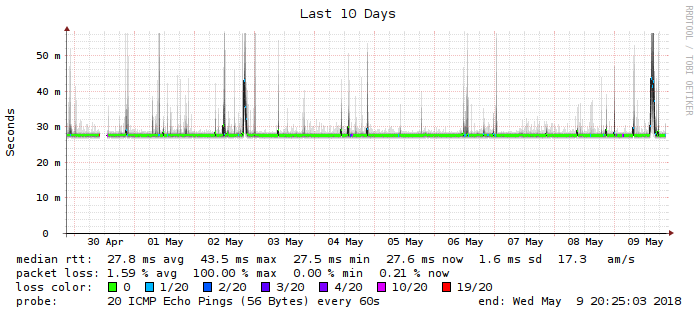 Last 10 Days
RRDTOOL / TOBI OETIKER
Seconds
50 m
40 m
30 m
20 m
10 m
0
30 Apr 01 May 02 May 03 May 04 May 05 May 06 May 07 May 08 May 09 May
median rtt: 27.8 ms avg 43.5 ms max 27.5 ms min 27.6 ms now 1.6 ms sd 17.3 am/s
packet loss: 1.59 % avg 100.00 % max 0.00 % min 0.21 % now
loss color: 0 1/20 2/20 3/20 4/20 10/20 19/20
probe: 20 ICMP Echo Pings (56 Bytes) every 60s end: Wed May 9 20:25:03 2018